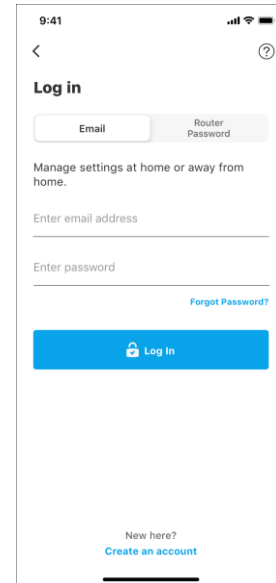 9:41
Log in
Email
Router
Password
Manage settings at home or away from
home.
Enter email address
Enter password
Forgot Password?
Log In
New here?
Create an account